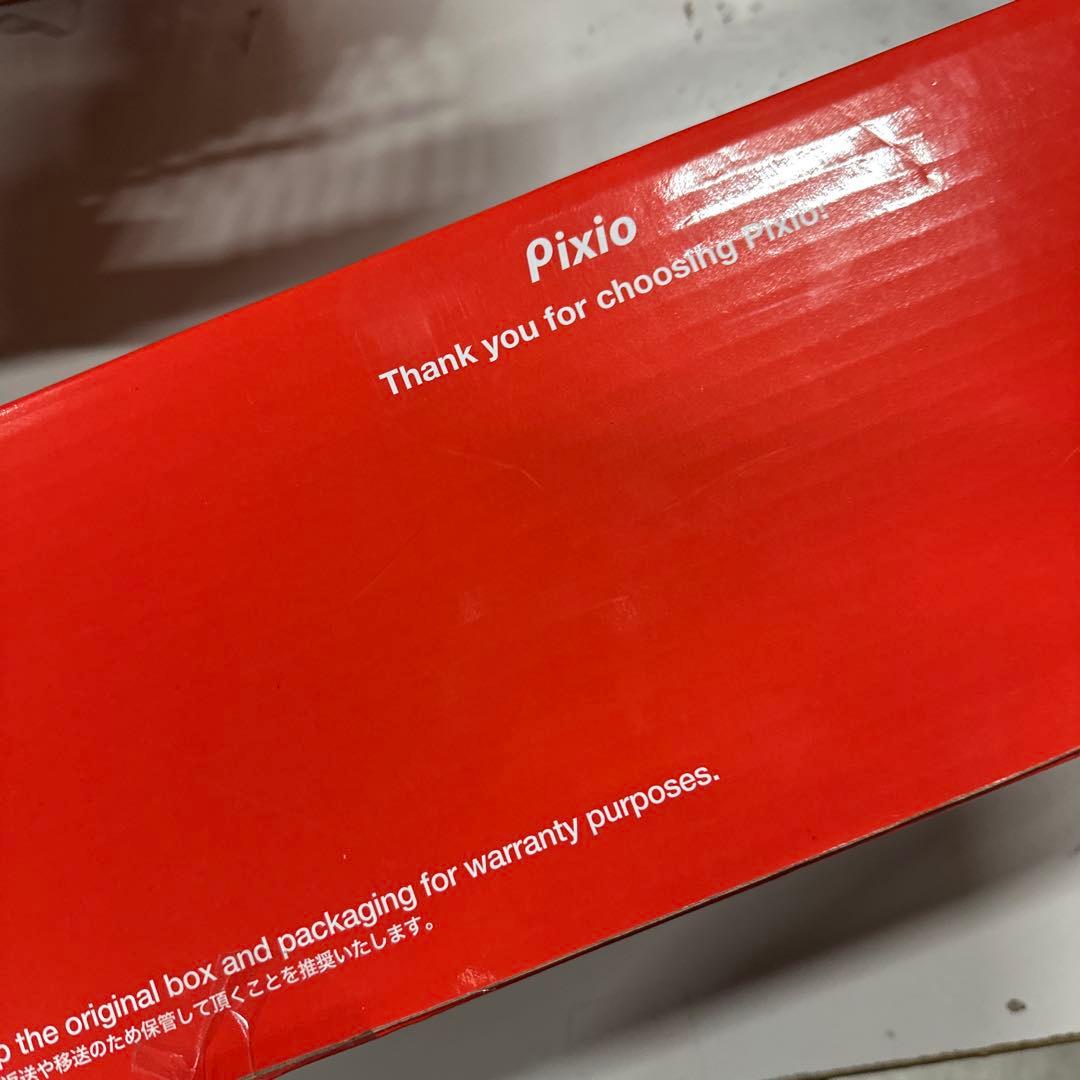 Pixio
Thank you for choosing Pixio!
the original box and packaging for warranty purposes.
返送や移送のため保管して頂くことを推奨いたします。